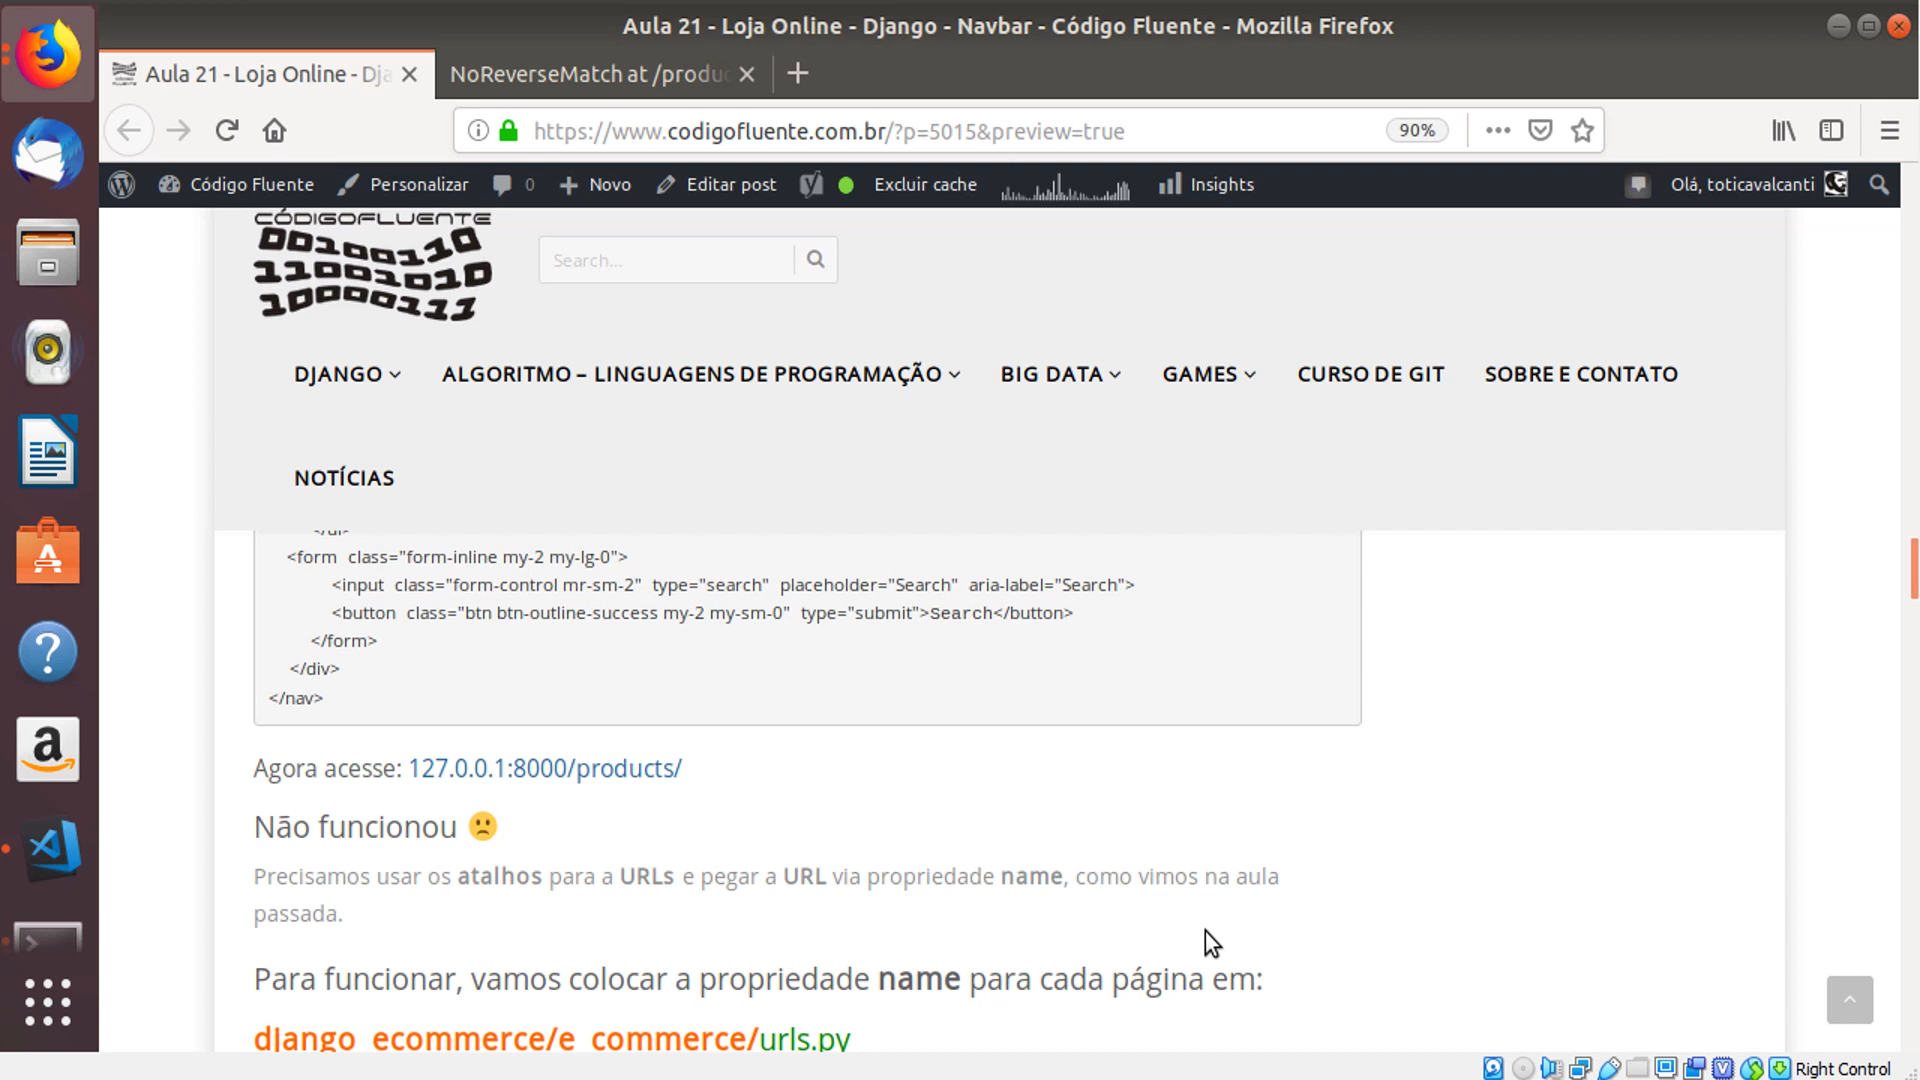 Aula 21 - Loja Online - Django - Navbar - Código Fluente - Mozilla Firefox
Aula 21 - Loja Online - Dja
NoReverseMatch at /produ
https://www.codigofluente.com.br/?p=5015&preview=true
90%
Código Fluente
Personalizar
0
Novo
Editar post
Excluir cache
Insights
Olá, toticavalcanti
CÓDIGOFLUENTE
00100110
11001010
10000111
Search...
DJANGO
ALGORITMO – LINGUAGENS DE PROGRAMAÇÃO
BIG DATA
GAMES
CURSO DE GIT
SOBRE E CONTATO
NOTÍCIAS
</ul>
<form class="form-inline my-2 my-lg-0">
<input class="form-control mr-sm-2" type="search" placeholder="Search" aria-label="Search">
<button class="btn btn-outline-success my-2 my-sm-0" type="submit">Search</button>
</form>
</div>
</nav>
Agora acesse: 127.0.0.1:8000/products/
Não funcionou
Precisamos usar os atalhos para a URLs e pegar a URL via propriedade name, como vimos na aula
passada.
Para funcionar, vamos colocar a propriedade name para cada página em:
django_ecommerce/e_commerce/urls.py
Right Control